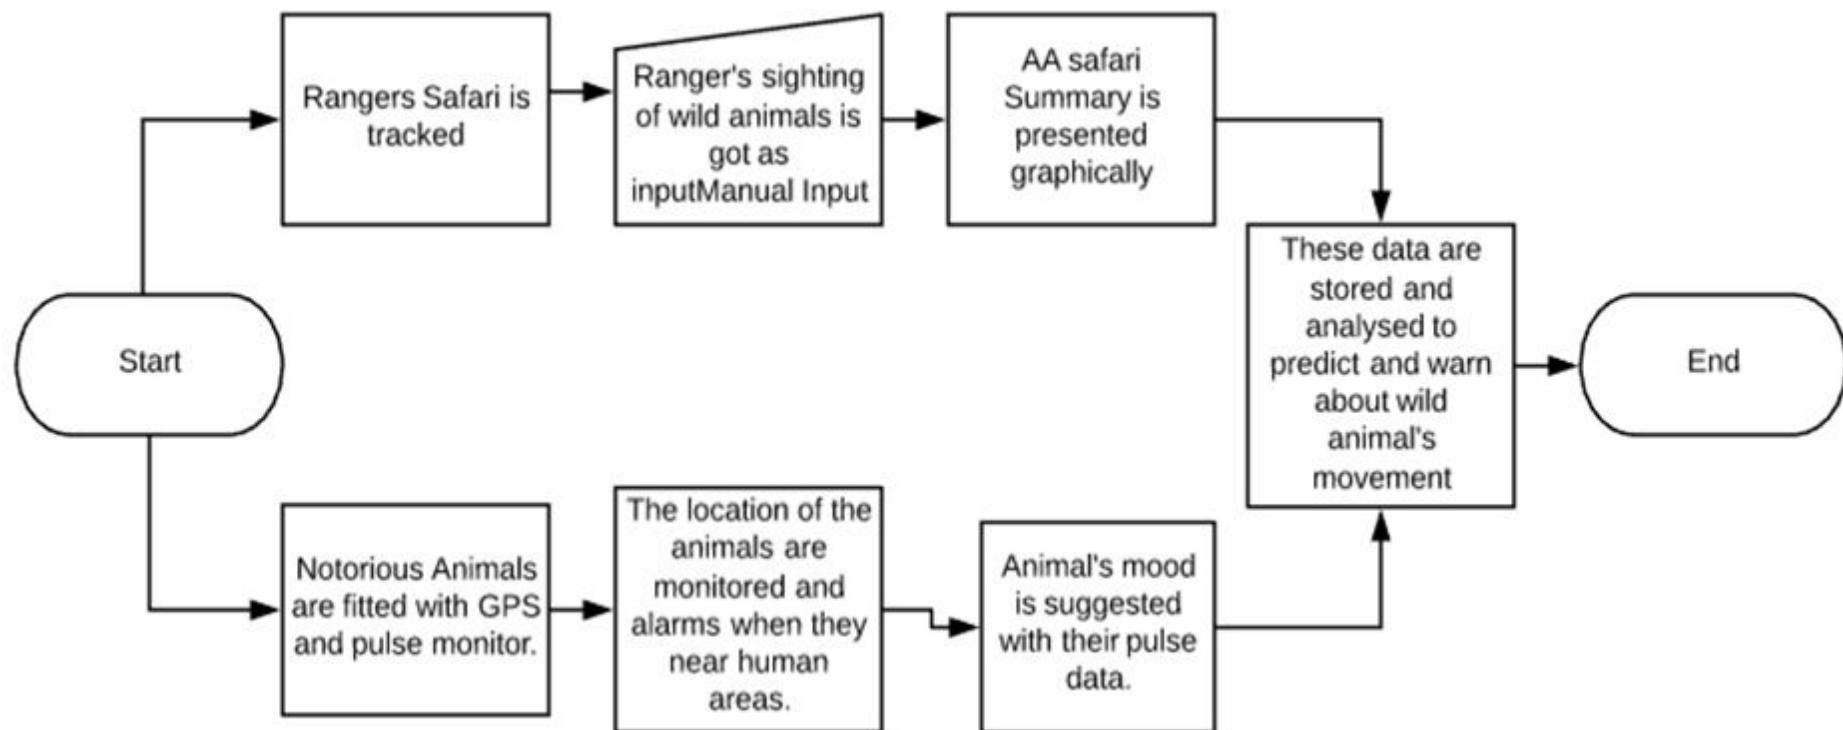 Start
Rangers Safari is
tracked
Ranger's sighting
of wild animals is
got as
inputManual Input
AA safari
Summary is
presented
graphically
Notorious Animals
are fitted with GPS
and pulse monitor.
The location of the
animals are
monitored and
alarms when they
near human
areas.
Animal's mood
is suggested
with their pulse
data.
These data are
stored and
analysed to
predict and warn
about wild
animal's
movement
End